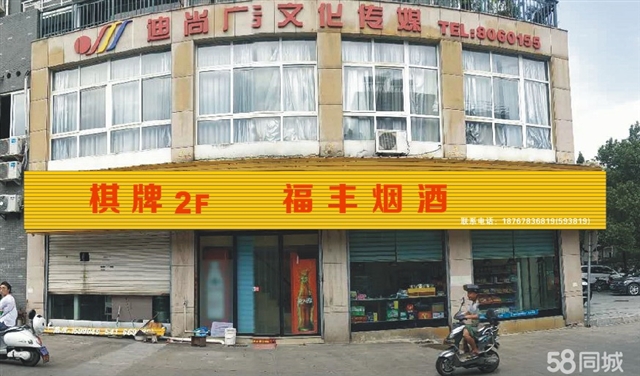 迪尚广文化传媒 TEL:8060155
棋牌 2F 福丰烟酒
联系电话：18767836819(593819)
58同城